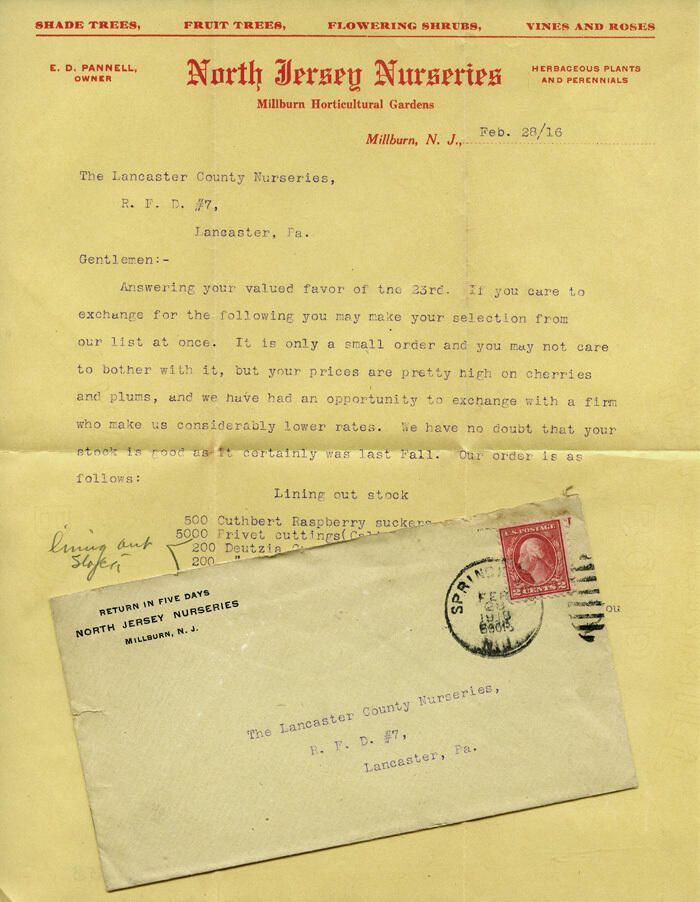 SHADE TREES, FRUIT TREES, FLOWERING SHRUBS, VINES AND ROSES
E. D. PANNELL,
OWNER
North Jersey Nurseries
HERBACEOUS PLANTS
AND PERENNIALS
Millburn Horticultural Gardens
Millburn, N. J., Feb. 28/16
The Lancaster County Nurseries,
R. F. D. #7,
Lancaster, Pa.
Gentlemen:-
Answering your valued favor of the 23rd. If you care to
exchange for the following you may make your selection from
our list at once. It is only a small order and you may not care
to bother with it, but your prices are pretty high on cherries
and plums, and we have had an opportunity to exchange with a firm
who make us considerably lower rates. We have no doubt that your
stock is good as it certainly was last Fall. Our order is as
follows:
Lining out stock
500 Cuthbert Raspberry suckers
5000 Privet cuttings(
200 Deutzia
200 "
lining out
ou
RETURN IN FIVE DAYS
NORTH JERSEY NURSERIES
MILLBURN, N. J.
U.S. POSTAGE
2 CENTS 2
FEB
The Lancaster County Nurseries,
R. F. D. #7,
Lancaster, Pa.